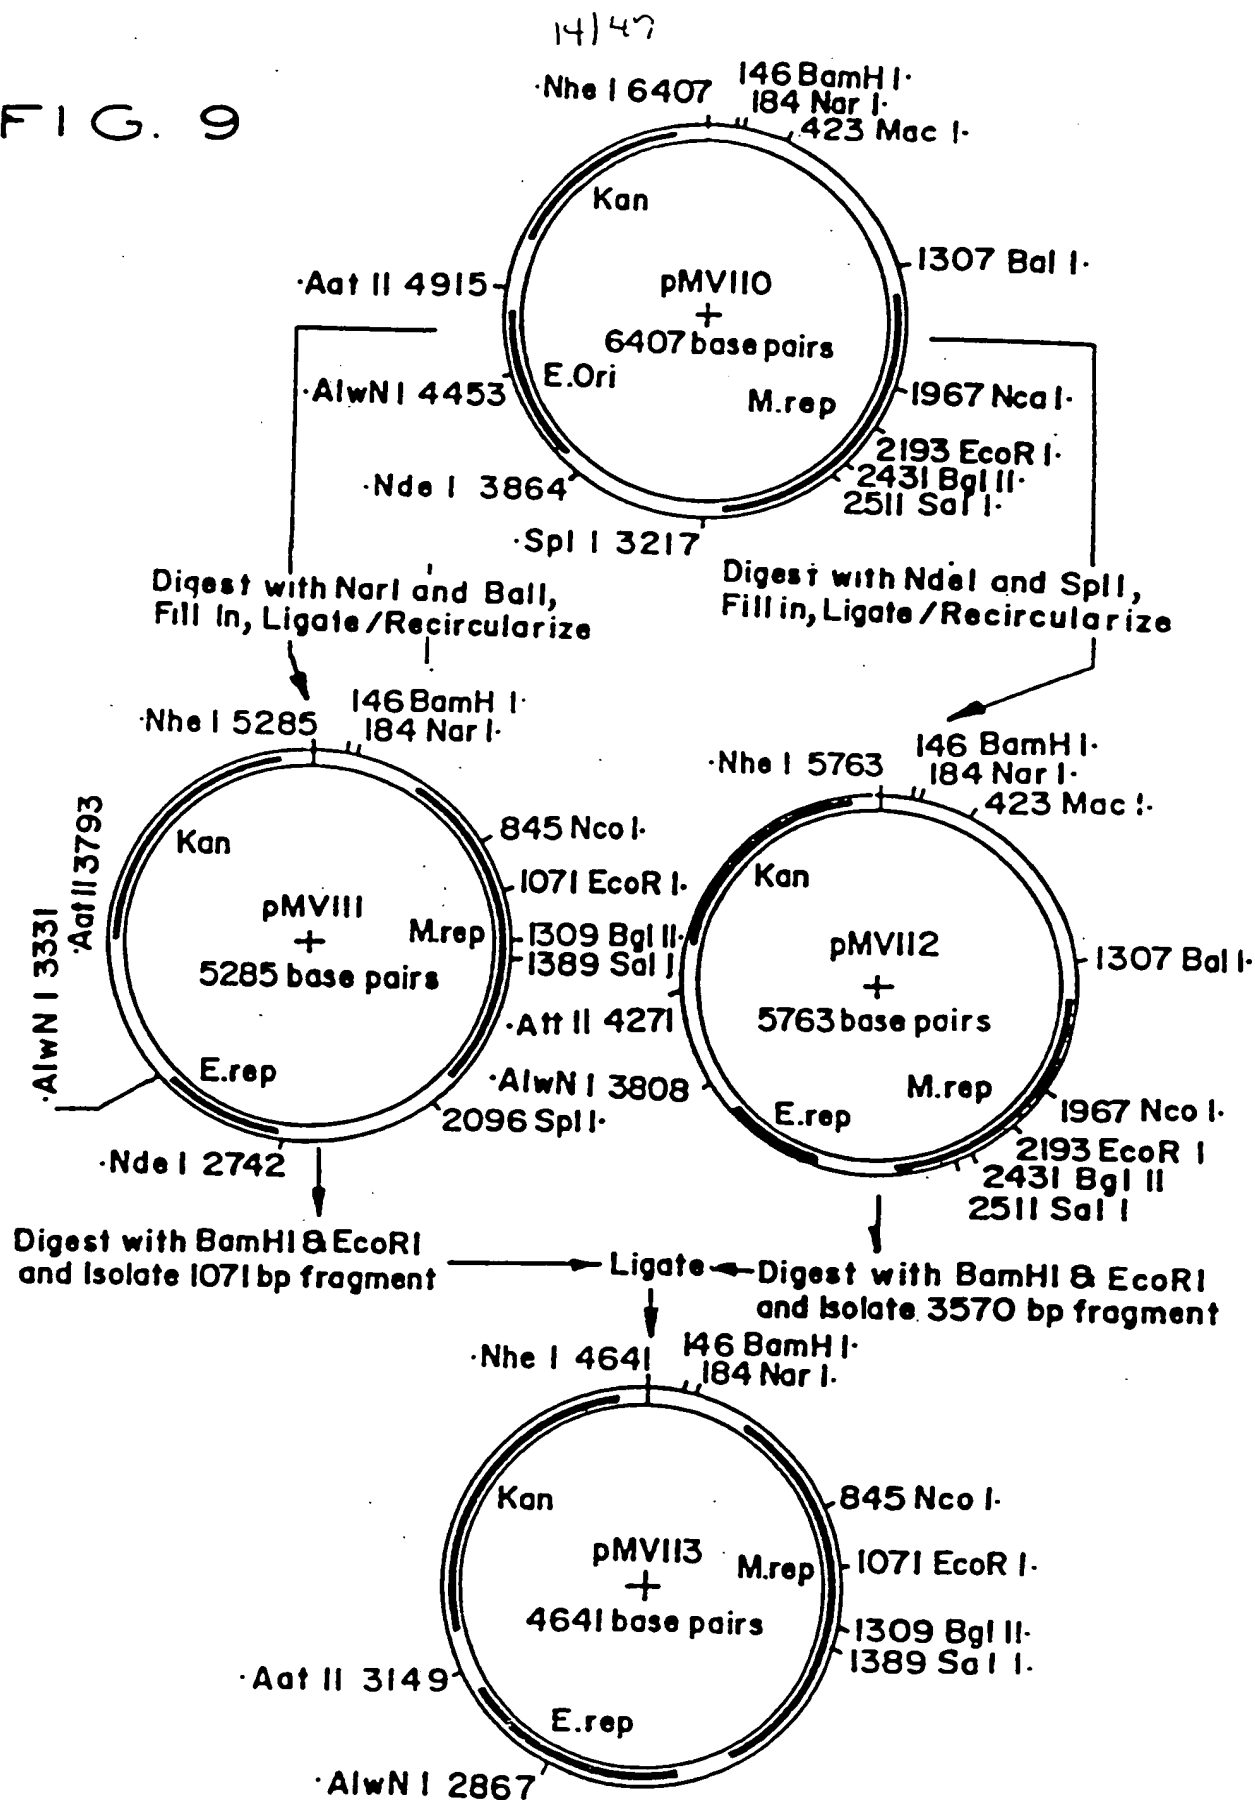 14/47
FIG. 9
·Nhe I 6407
146 BamH I·
184 Nar I·
423 Mac I·
Kan
1307 Bal I·
·Aat II 4915
pMV110
+
6407 base pairs
E.Ori
·AlwN I 4453
M.rep
1967 Nca I·
2193 EcoR I·
2431 Bgl II·
2511 Sal I·
·Nde I 3864
·Spl I 3217
Digest with NarI and BalI,
Fill In, Ligate/Recircularize
Digest with NdeI and SplI,
Fill in, Ligate/Recircularize
·Nhe I 5285
146 BamH I·
184 Nar I·
Kan
845 Nco I·
1071 EcoR I·
pMV111
+
5285 base pairs
M.rep
1309 Bgl II·
1389 Sal I
·Aat II 3793
·AlwN I 3331
E.rep
2096 Spl I·
·Nde I 2742
·Nhe I 5763
146 BamH I·
184 Nar I·
423 Mac I·
Kan
pMV112
+
5763 base pairs
1307 Bal I·
·Att II 4271
·AlwN I 3808
M.rep
E.rep
1967 Nco I·
2193 EcoR I
2431 Bgl II
2511 Sal I
Digest with BamHI & EcoRI
and Isolate 1071 bp fragment
Ligate
Digest with BamHI & EcoRI
and Isolate 3570 bp fragment
·Nhe I 4641
146 BamH I·
184 Nar I·
Kan
845 Nco I·
pMV113
+
4641 base pairs
M.rep
1071 EcoR I·
1309 Bgl II·
1389 Sal I·
·Aat II 3149
E.rep
·AlwN I 2867